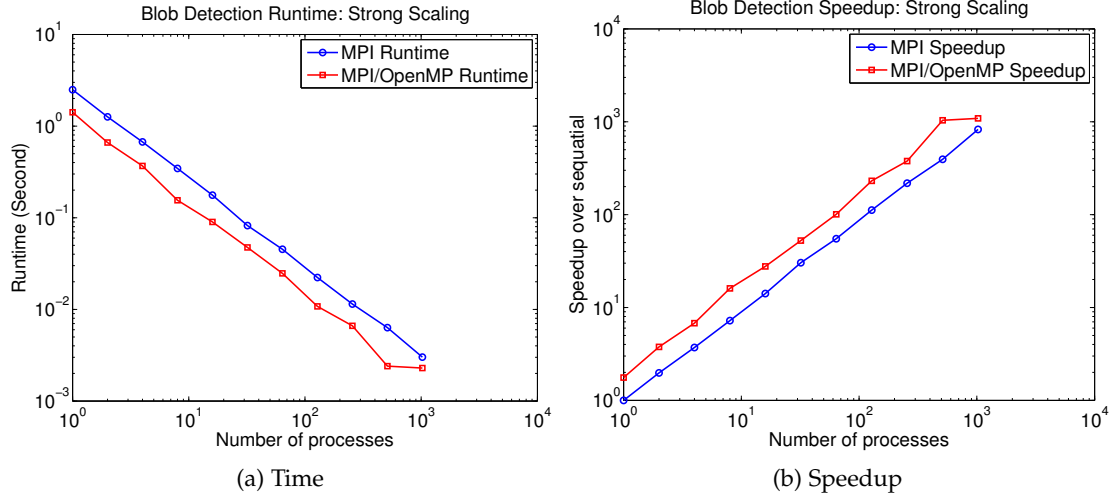 Blob Detection Runtime: Strong Scaling
MPI Runtime
MPI/OpenMP Runtime
10^1
10^0
10^−1
10^−2
10^−3
Runtime (Second)
10^0 10^1 10^2 10^3 10^4
Number of processes
(a) Time
Blob Detection Speedup: Strong Scaling
MPI Speedup
MPI/OpenMP Speedup
10^4
10^3
10^2
10^1
10^0
Speedup over sequatial
10^0 10^1 10^2 10^3 10^4
Number of processes
(b) Speedup